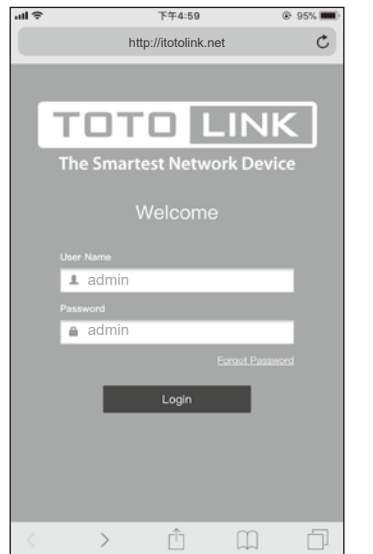 下午4:59
95%
http://itotolink.net
TOTO LINK
The Smartest Network Device
Welcome
User Name
admin
Password
admin
Forgot Password
Login